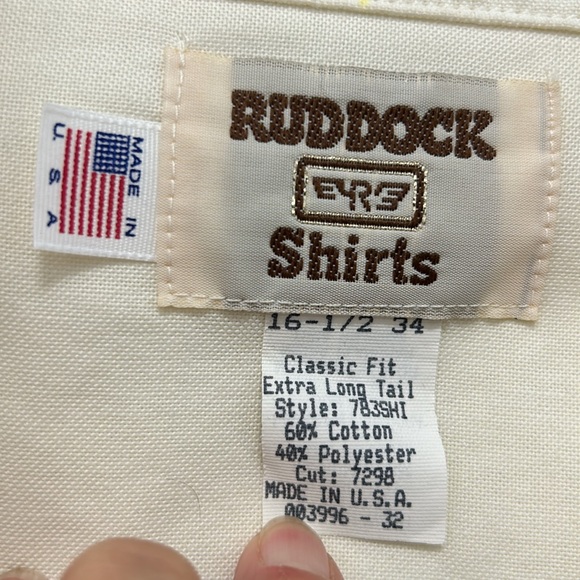 RUDDOCK
Shirts
MADE IN
U. S. A
16-1/2 34
Classic Fit
Extra Long Tail
Style: 783SHI
60% Cotton
40% Polyester
Cut: 7298
MADE IN U.S.A.
003996 - 32